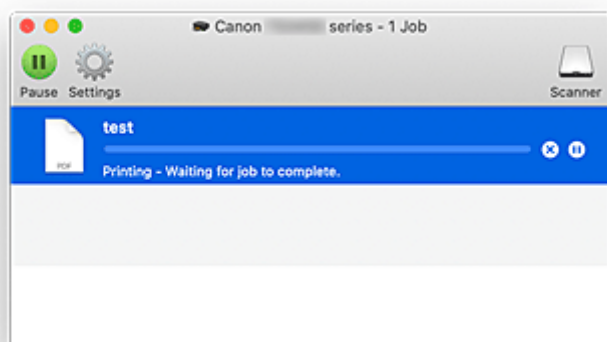 Canon series - 1 Job
Pause Settings Scanner
test
PDF
Printing - Waiting for job to complete.